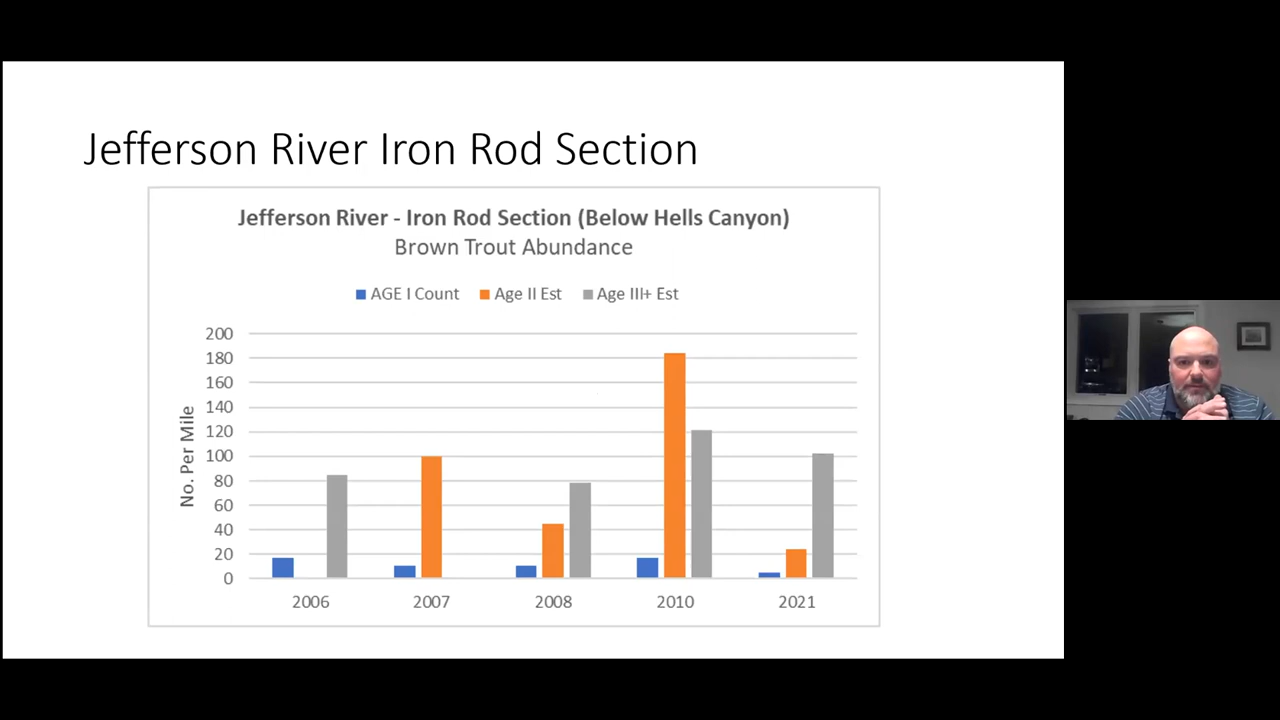 Jefferson River Iron Rod Section
Jefferson River - Iron Rod Section (Below Hells Canyon)
Brown Trout Abundance
AGE I Count Age II Est Age III+ Est
No. Per Mile
200
180
160
140
120
100
80
60
40
20
0
2006 2007 2008 2010 2021